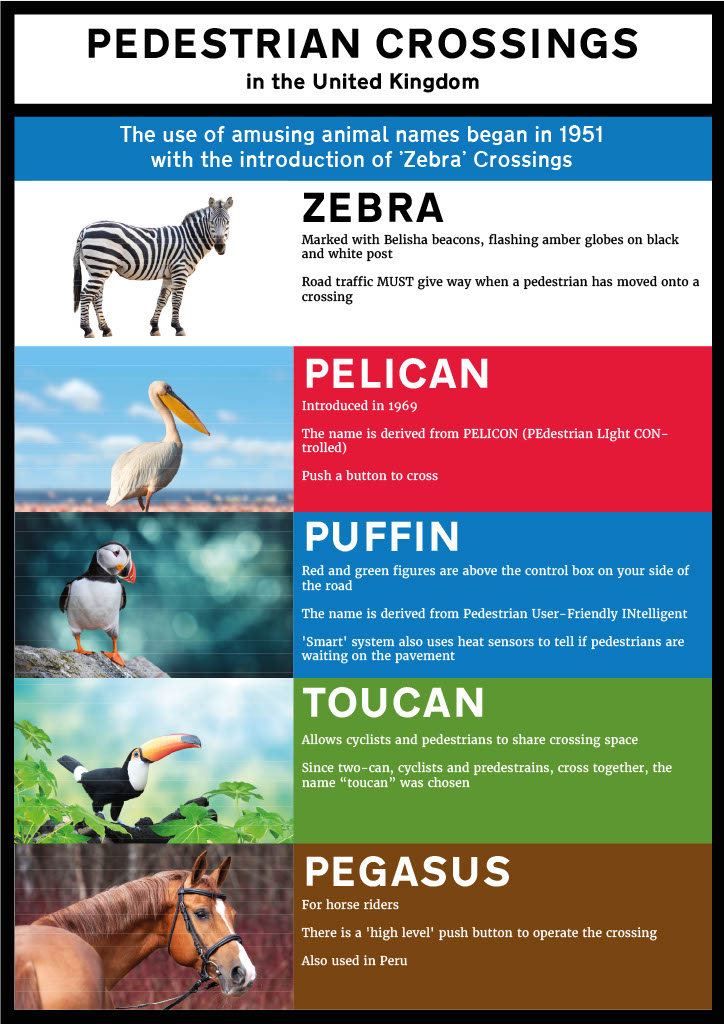 PEDESTRIAN CROSSINGS
in the United Kingdom
The use of amusing animal names began in 1951
with the introduction of 'Zebra' Crossings
ZEBRA
Marked with Belisha beacons, flashing amber globes on black
and white post
Road traffic MUST give way when a pedestrian has moved onto a
crossing
PELICAN
Introduced in 1969
The name is derived from PELICON (PEdestrian LIght CON-
trolled)
Push a button to cross
PUFFIN
Red and green figures are above the control box on your side of
the road
The name is derived from Pedestrian User-Friendly INtelligent
'Smart' system also uses heat sensors to tell if pedestrians are
waiting on the pavement
TOUCAN
Allows cyclists and pedestrians to share crossing space
Since two-can, cyclists and predestrains, cross together, the
name “toucan” was chosen
PEGASUS
For horse riders
There is a 'high level' push button to operate the crossing
Also used in Peru